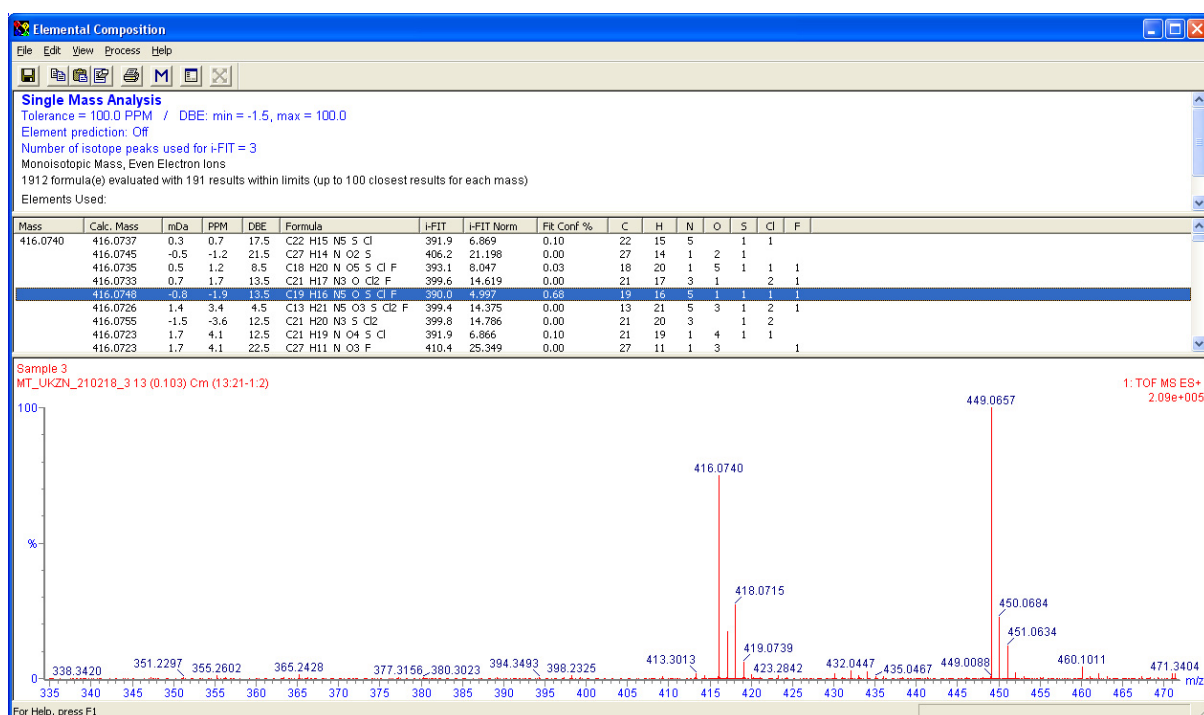 Elemental Composition
File Edit View Process Help
Single Mass Analysis
Tolerance = 100.0 PPM / DBE: min = -1.5, max = 100.0
Element prediction: Off
Number of isotope peaks used for i-FIT = 3
Monoisotopic Mass, Even Electron Ions
1912 formula(e) evaluated with 191 results within limits (up to 100 closest results for each mass)
Elements Used:
Mass Calc. Mass mDa PPM DBE Formula i-FIT i-FIT Norm Fit Conf % C H N O S Cl F
416.0740 416.0737 0.3 0.7 17.5 C22 H15 N5 S Cl 391.9 6.869 0.10 22 15 5 1 1
416.0745 -0.5 -1.2 21.5 C27 H14 N O2 S 406.2 21.198 0.00 27 14 1 2 1
416.0735 0.5 1.2 8.5 C18 H20 N O5 S Cl F 393.1 8.047 0.03 18 20 1 5 1 1 1
416.0733 0.7 1.7 13.5 C21 H17 N3 O Cl2 F 399.6 14.619 0.00 21 17 3 1 2 1
416.0748 -0.8 -1.9 13.5 C19 H16 N5 O S Cl F 390.0 4.997 0.68 19 16 5 1 1 1 1
416.0726 1.4 3.4 4.5 C13 H21 N5 O3 S Cl2 F 399.4 14.375 0.00 13 21 5 3 1 2 1
416.0755 -1.5 -3.6 12.5 C21 H20 N3 S Cl2 399.8 14.786 0.00 21 20 3 1 2
416.0723 1.7 4.1 12.5 C21 H19 N O4 S Cl 391.9 6.866 0.10 21 19 1 4 1 1
416.0723 1.7 4.1 22.5 C27 H11 N O3 F 410.4 25.349 0.00 27 11 1 3 1
Sample 3
MT_UKZN_210218_3 13 (0.103) Cm (13:21-1:2)
1: TOF MS ES+
2.09e+005
100
%
0
449.0657
416.0740
418.0715
450.0684
451.0634
419.0739
338.3420
351.2297
355.2602
365.2428
377.3156
380.3023
394.3493
398.2325
413.3013
423.2842
432.0447
435.0467
449.0088
460.1011
471.3404
335 340 345 350 355 360 365 370 375 380 385 390 395 400 405 410 415 420 425 430 435 440 445 450 455 460 465 470
m/z
For Help, press F1